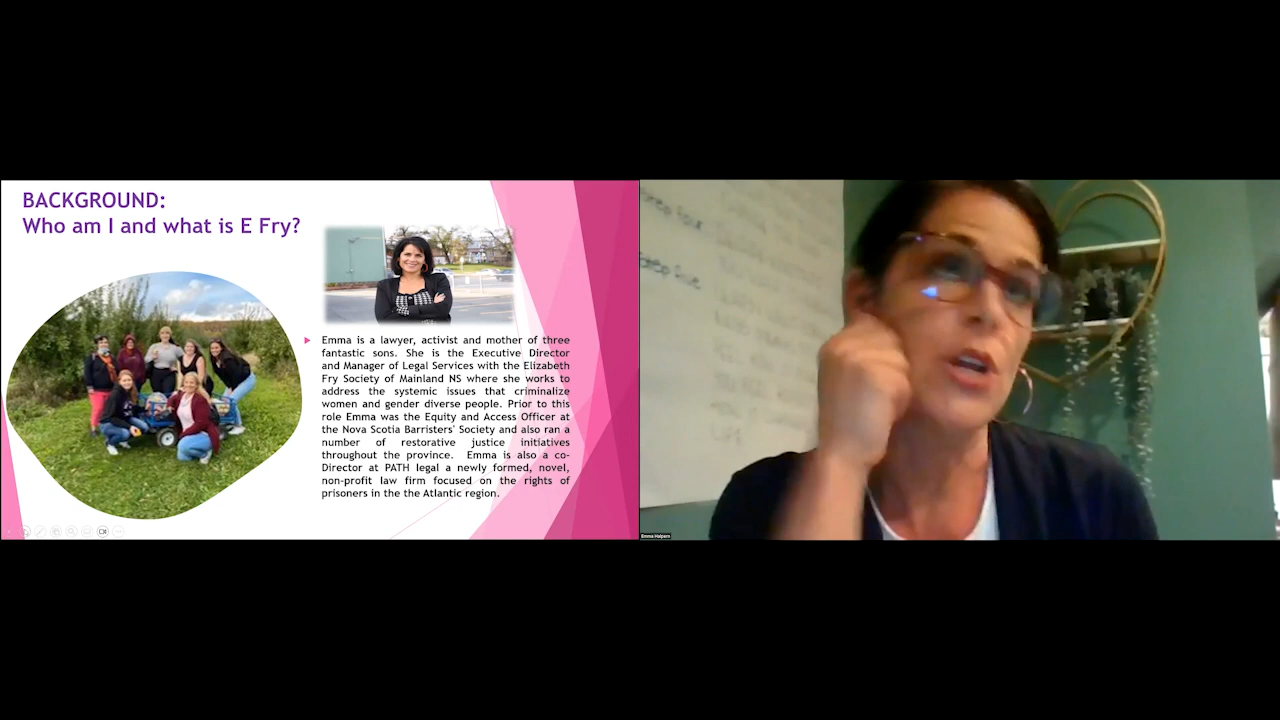 BACKGROUND:
Who am I and what is E Fry?
Emma is a lawyer, activist and mother of three
fantastic sons. She is the Executive Director
and Manager of Legal Services with the Elizabeth
Fry Society of Mainland NS where she works to
address the systemic issues that criminalize
women and gender diverse people. Prior to this
role Emma was the Equity and Access Officer at
the Nova Scotia Barristers' Society and also ran a
number of restorative justice initiatives
throughout the province. Emma is also a co-
Director at PATH legal a newly formed, novel,
non-profit law firm focused on the rights of
prisoners in the the Atlantic region.
Emma Halpern